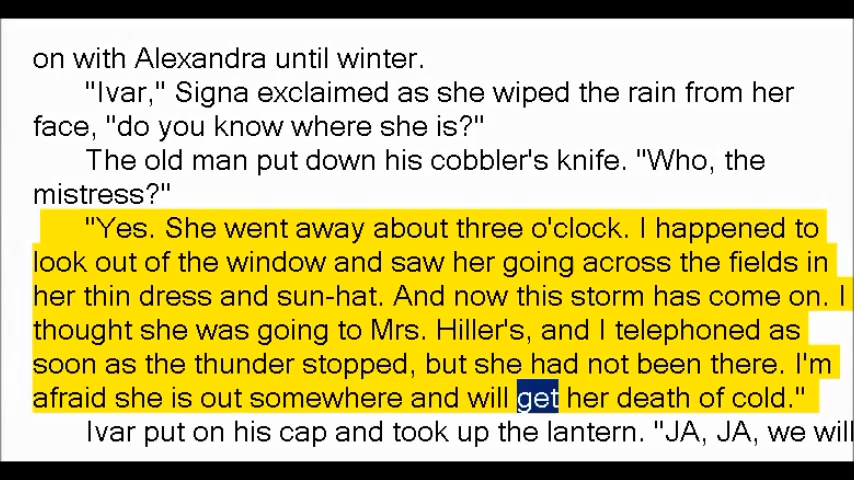 on with Alexandra until winter.
"Ivar," Signa exclaimed as she wiped the rain from her
face, "do you know where she is?"
The old man put down his cobbler's knife. "Who, the
mistress?"
"Yes. She went away about three o'clock. I happened to
look out of the window and saw her going across the fields in
her thin dress and sun-hat. And now this storm has come on. I
thought she was going to Mrs. Hiller's, and I telephoned as
soon as the thunder stopped, but she had not been there. I'm
afraid she is out somewhere and will get her death of cold."
Ivar put on his cap and took up the lantern. "JA, JA, we will